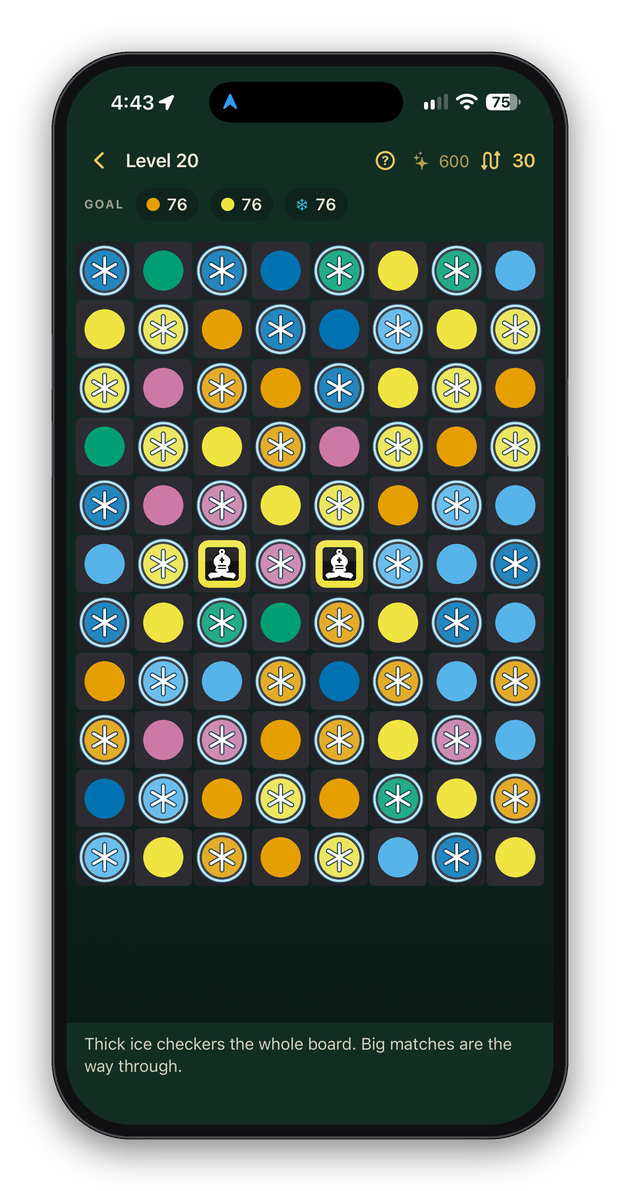 4:43
75
Level 20
? 600 30
GOAL 76 76 76
Thick ice checkers the whole board. Big matches are the
way through.